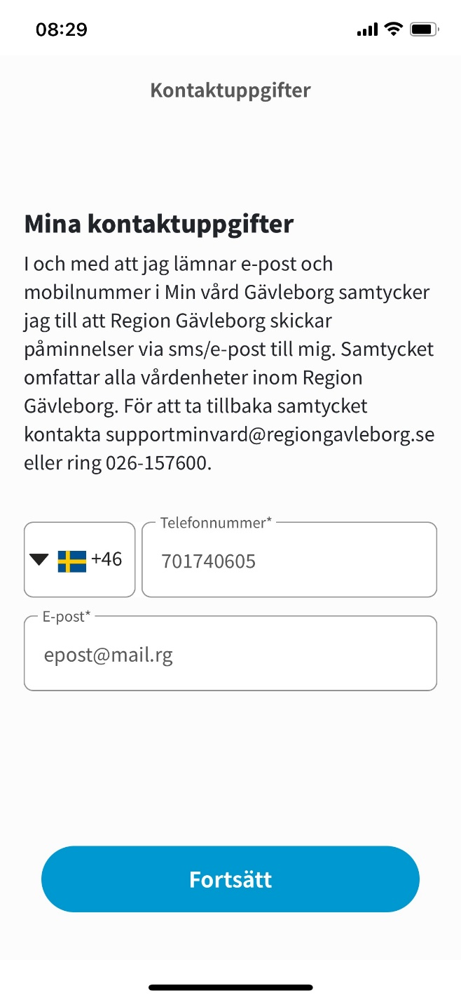 08:29
Kontaktuppgifter
Mina kontaktuppgifter
I och med att jag lämnar e-post och
mobilnummer i Min vård Gävleborg samtycker
jag till att Region Gävleborg skickar
påminnelser via sms/e-post till mig. Samtycket
omfattar alla vårdenheter inom Region
Gävleborg. För att ta tillbaka samtycket
kontakta supportminvard@regiongavleborg.se
eller ring 026-157600.
Telefonnummer*
+46
701740605
E-post*
epost@mail.rg
Fortsätt